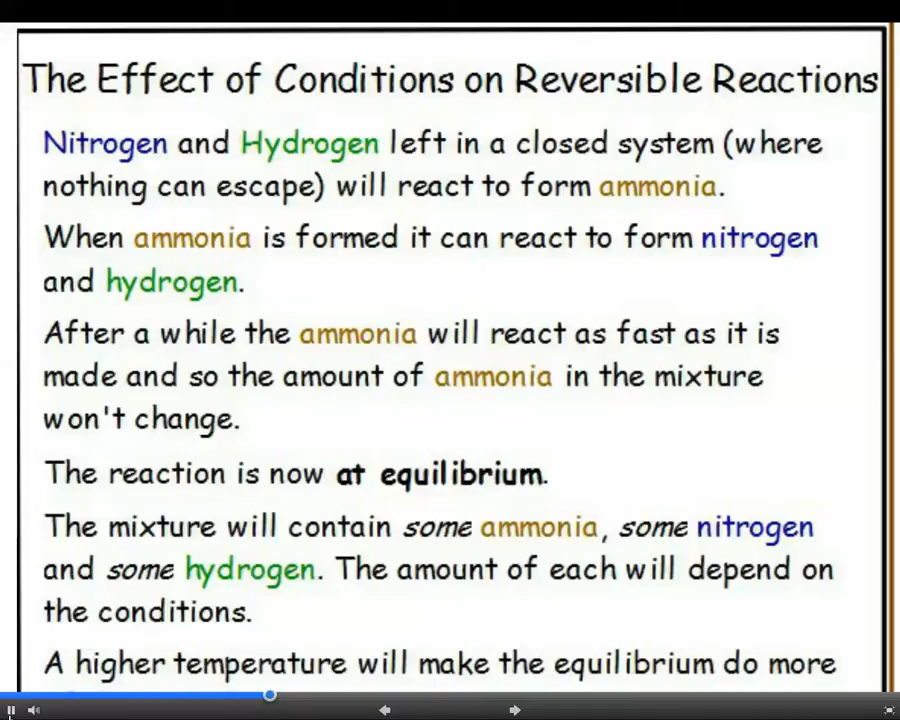 The Effect of Conditions on Reversible Reactions
Nitrogen and Hydrogen left in a closed system (where
nothing can escape) will react to form ammonia.
When ammonia is formed it can react to form nitrogen
and hydrogen.
After a while the ammonia will react as fast as it is
made and so the amount of ammonia in the mixture
won't change.
The reaction is now at equilibrium.
The mixture will contain some ammonia, some nitrogen
and some hydrogen. The amount of each will depend on
the conditions.
A higher temperature will make the equilibrium do more